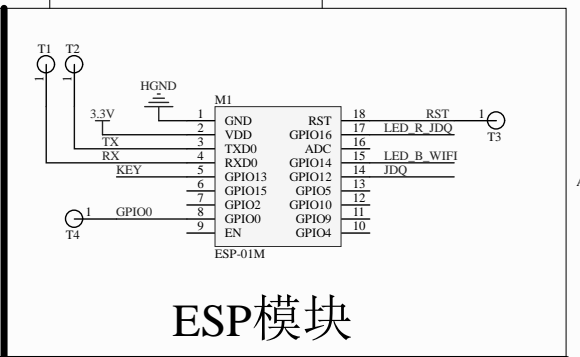 T1 T2
1 1
HGND
M1
3.3V
1 GND RST 18 RST 1
2 VDD GPIO16 17 LED_R_JDQ
T3
TX 3 TXD0 ADC 16
RX 4 RXD0 GPIO14 15 LED_B_WIFI
KEY 5 GPIO13 GPIO12 14 JDQ
6 GPIO15 GPIO5 13
7 GPIO2 GPIO10 12
1 GPIO0 8 GPIO0 GPIO9 11
T4
9 EN GPIO4 10
ESP-01M
ESP模块